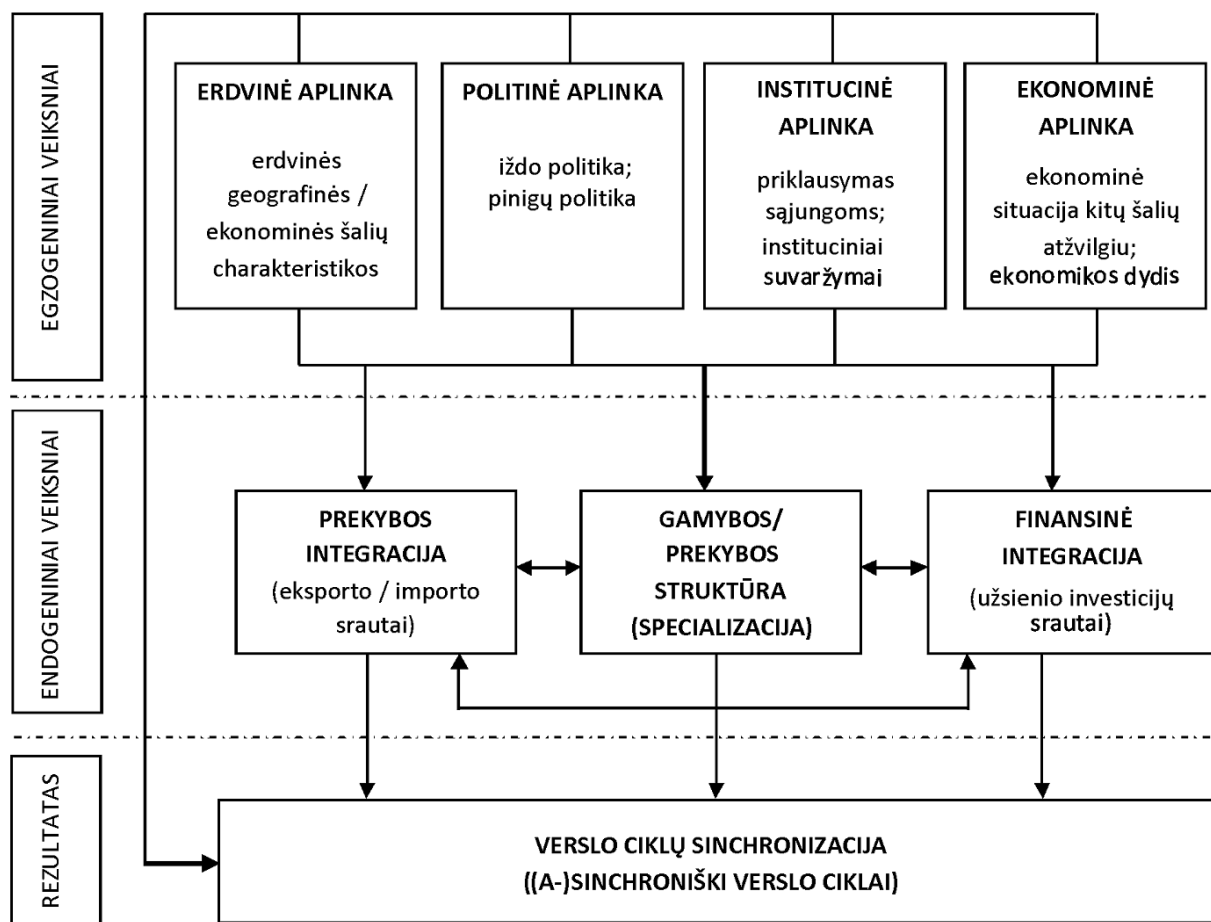 EGZOGENINIAI VEIKSNIAI
ERDVINĖ APLINKA
erdvinės
geografinės /
ekonominės šalių
charakteristikos
POLITINĖ APLINKA
iždo politika;
pinigų politika
INSTITUCINĖ
APLINKA
priklausymas
sąjungoms;
instituciniai
suvaržymai
EKONOMINĖ
APLINKA
ekonominė
situacija kitų šalių
atžvilgiu;
ekonomikos dydis
ENDOGENINIAI VEIKSNIAI
PREKYBOS
INTEGRACIJA
(eksporto / importo
srautai)
GAMYBOS/
PREKYBOS
STRUKTŪRA
(SPECIALIZACIJA)
FINANSINĖ
INTEGRACIJA
(užsienio investicijų
srautai)
REZULTATAS
VERSLO CIKLŲ SINCHRONIZACIJA
((A-)SINCHRONIŠKI VERSLO CIKLAI)